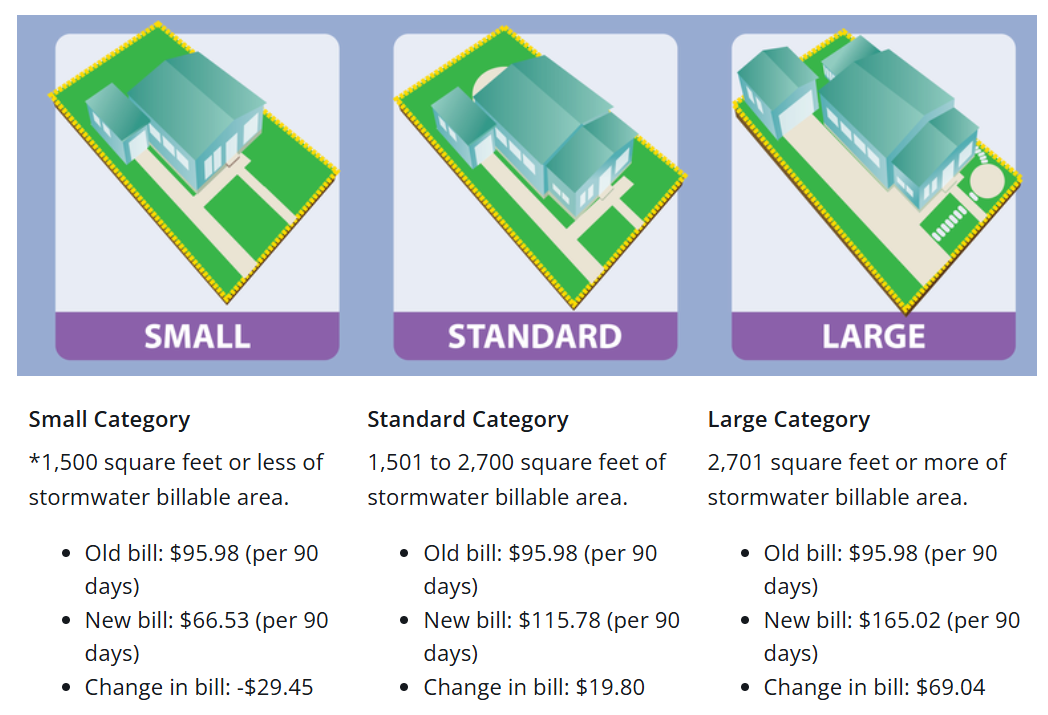 SMALL
STANDARD
LARGE
Small Category
*1,500 square feet or less of
stormwater billable area.
• Old bill: $95.98 (per 90
days)
• New bill: $66.53 (per 90
days)
• Change in bill: -$29.45
Standard Category
1,501 to 2,700 square feet of
stormwater billable area.
• Old bill: $95.98 (per 90
days)
• New bill: $115.78 (per 90
days)
• Change in bill: $19.80
Large Category
2,701 square feet or more of
stormwater billable area.
• Old bill: $95.98 (per 90
days)
• New bill: $165.02 (per 90
days)
• Change in bill: $69.04